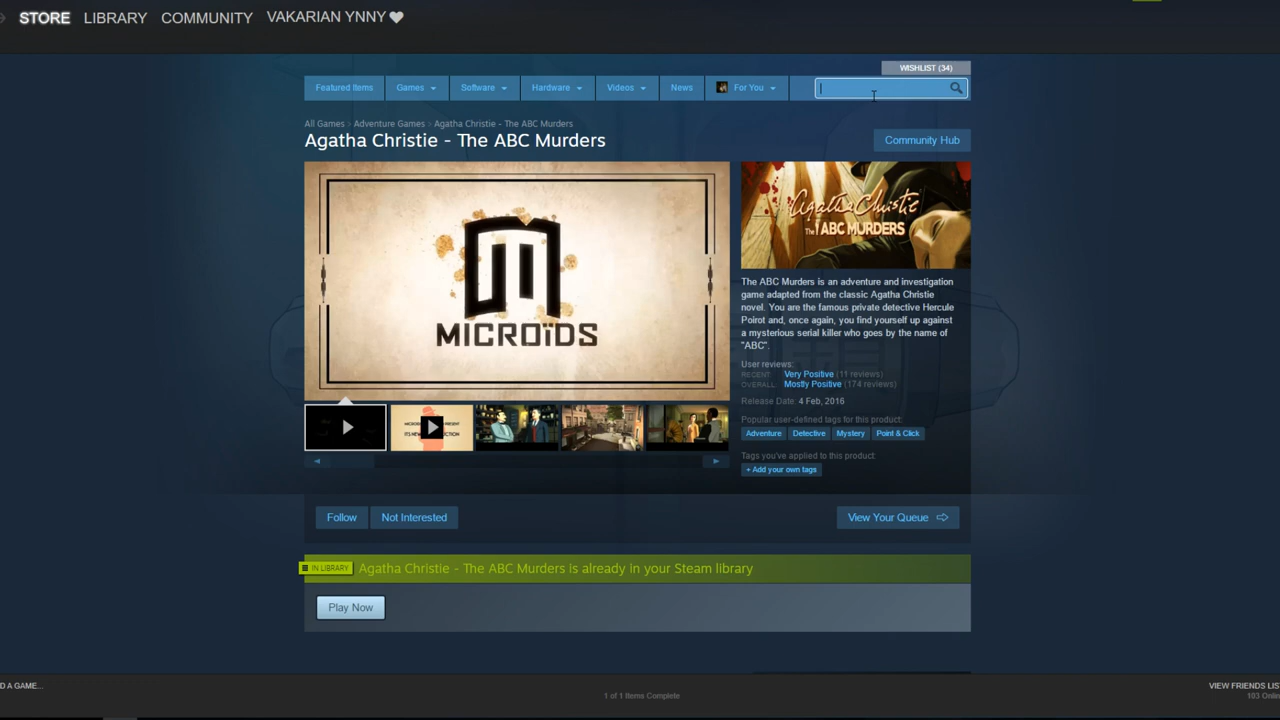 STORE LIBRARY COMMUNITY VAKARIAN YNNY
WISHLIST (34)
Featured Items Games Software Hardware Videos News For You
All Games > Adventure Games > Agatha Christie - The ABC Murders
Agatha Christie - The ABC Murders
Community Hub
MICROïDS
Agatha Christie
The ABC MURDERS
The ABC Murders is an adventure and investigation
game adapted from the classic Agatha Christie
novel. You are the famous private detective Hercule
Poirot and, once again, you find yourself up against
a mysterious serial killer who goes by the name of
"ABC".
User reviews:
RECENT: Very Positive (11 reviews)
OVERALL: Mostly Positive (174 reviews)
Release Date: 4 Feb, 2016
Popular user-defined tags for this product:
Adventure Detective Mystery Point & Click
Tags you've applied to this product:
+ Add your own tags
Follow Not Interested View Your Queue
IN LIBRARY Agatha Christie - The ABC Murders is already in your Steam library
Play Now
D A GAME...
1 of 1 Items Complete
VIEW FRIENDS LIS
103 Onlin